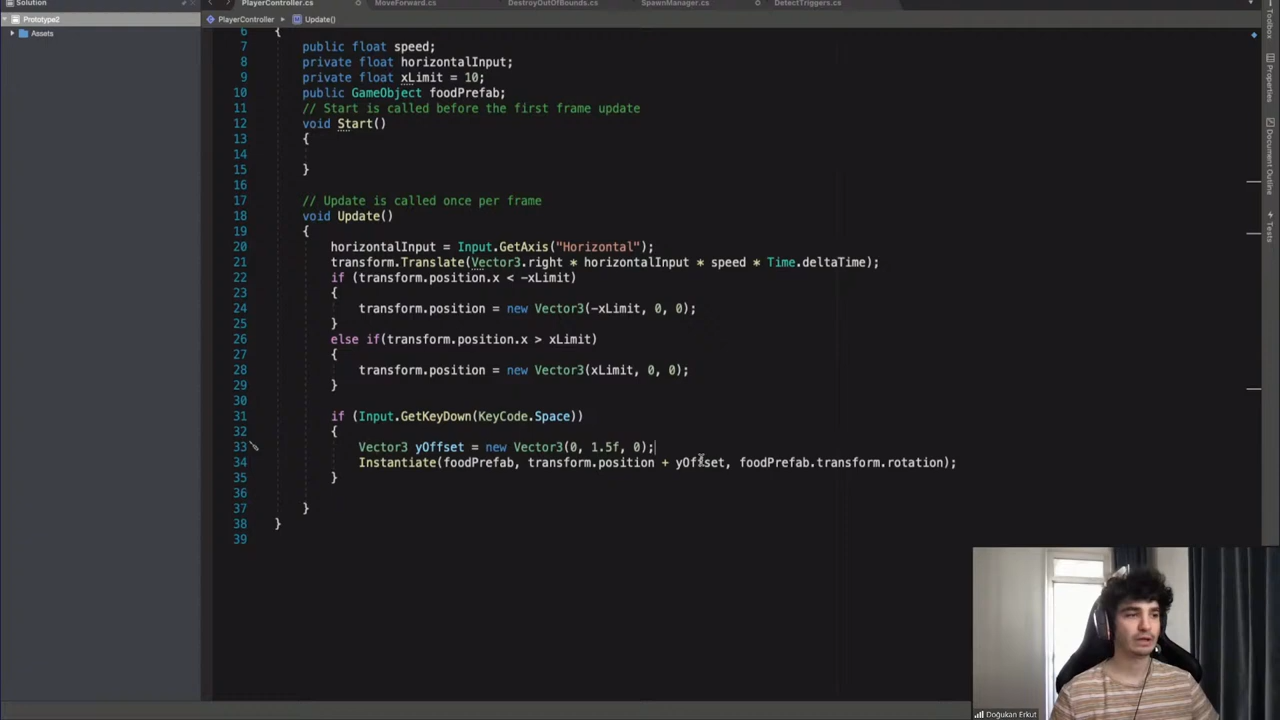 Solution
PlayerController.cs
MoveForward.cs
DestroyOutOfBounds.cs
SpawnManager.cs
DetectTriggers.cs
Prototype2
PlayerController
Update()
Assets
6 {
7 public float speed;
8 private float horizontalInput;
9 private float xLimit = 10;
10 public GameObject foodPrefab;
11 // Start is called before the first frame update
12 void Start()
13 {
14
15 }
16
17 // Update is called once per frame
18 void Update()
19 {
20 horizontalInput = Input.GetAxis("Horizontal");
21 transform.Translate(Vector3.right * horizontalInput * speed * Time.deltaTime);
22 if (transform.position.x < -xLimit)
23 {
24 transform.position = new Vector3(-xLimit, 0, 0);
25 }
26 else if(transform.position.x > xLimit)
27 {
28 transform.position = new Vector3(xLimit, 0, 0);
29 }
30
31 if (Input.GetKeyDown(KeyCode.Space))
32 {
33 Vector3 yOffset = new Vector3(0, 1.5f, 0);
34 Instantiate(foodPrefab, transform.position + yOffset, foodPrefab.transform.rotation);
35 }
36
37 }
38 }
39
Toolbox
Properties
Document Outline
Tests
Doğukan Erkut